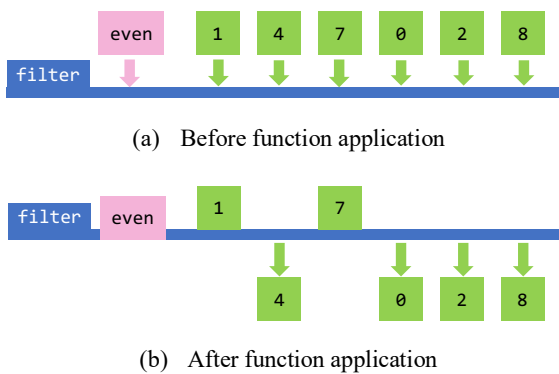 even 1 4 7 0 2 8
filter
(a) Before function application
filter even 1 7
4 0 2 8
(b) After function application